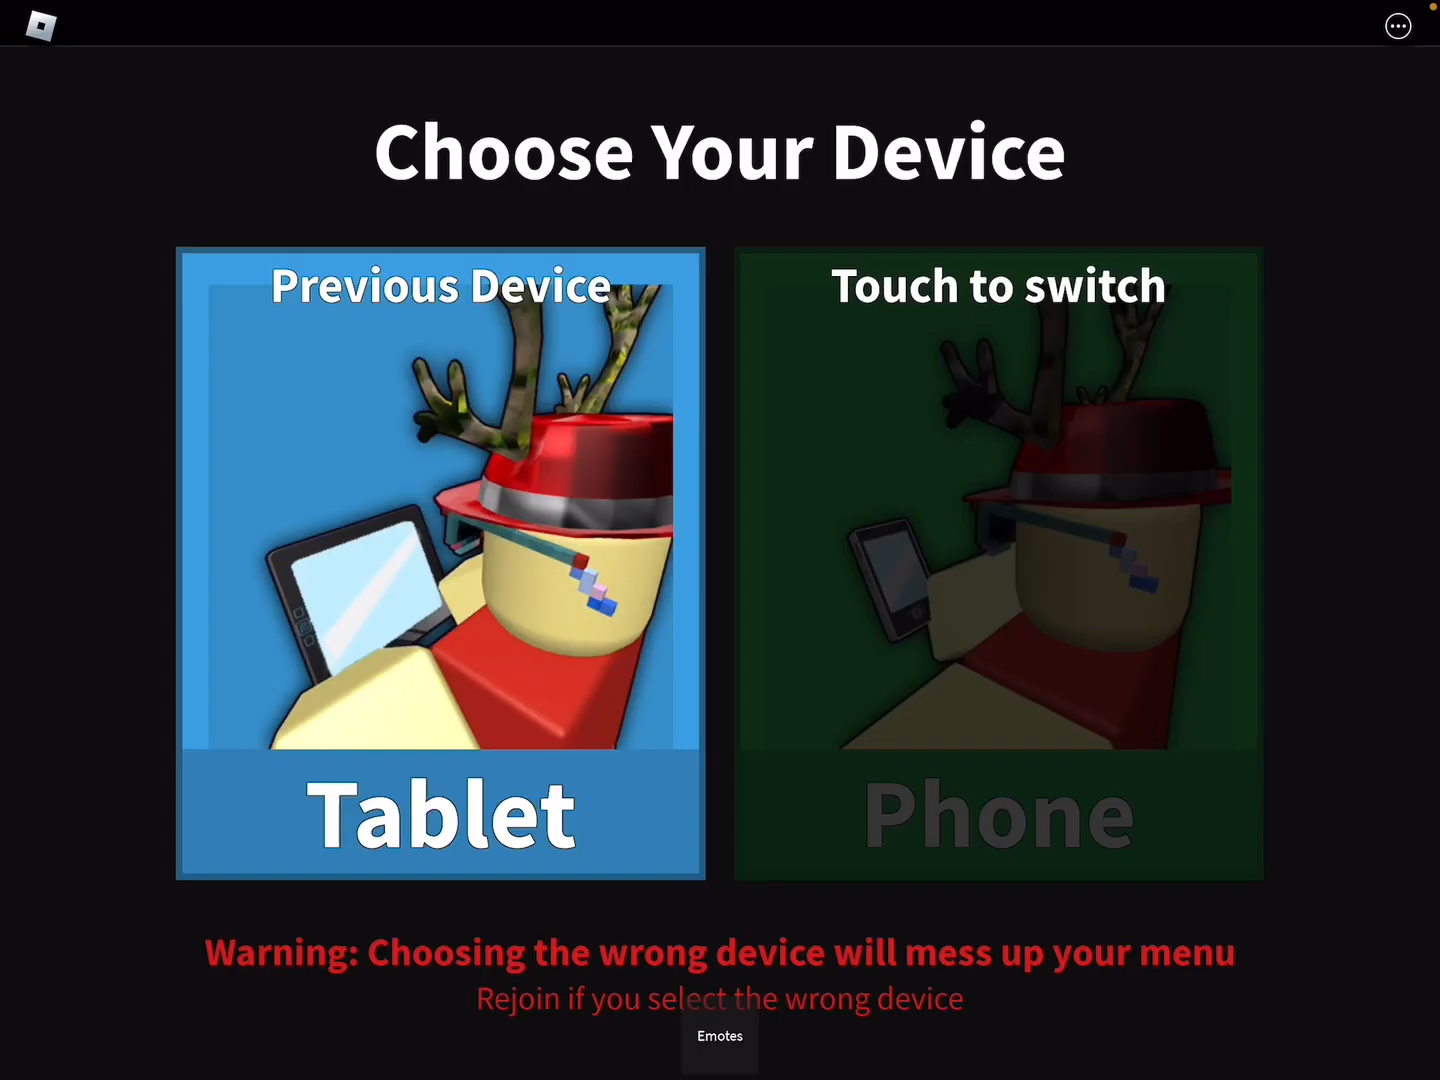 Choose Your Device
Previous Device
Touch to switch
Tablet
Phone
Warning: Choosing the wrong device will mess up your menu
Rejoin if you select the wrong device
Emotes